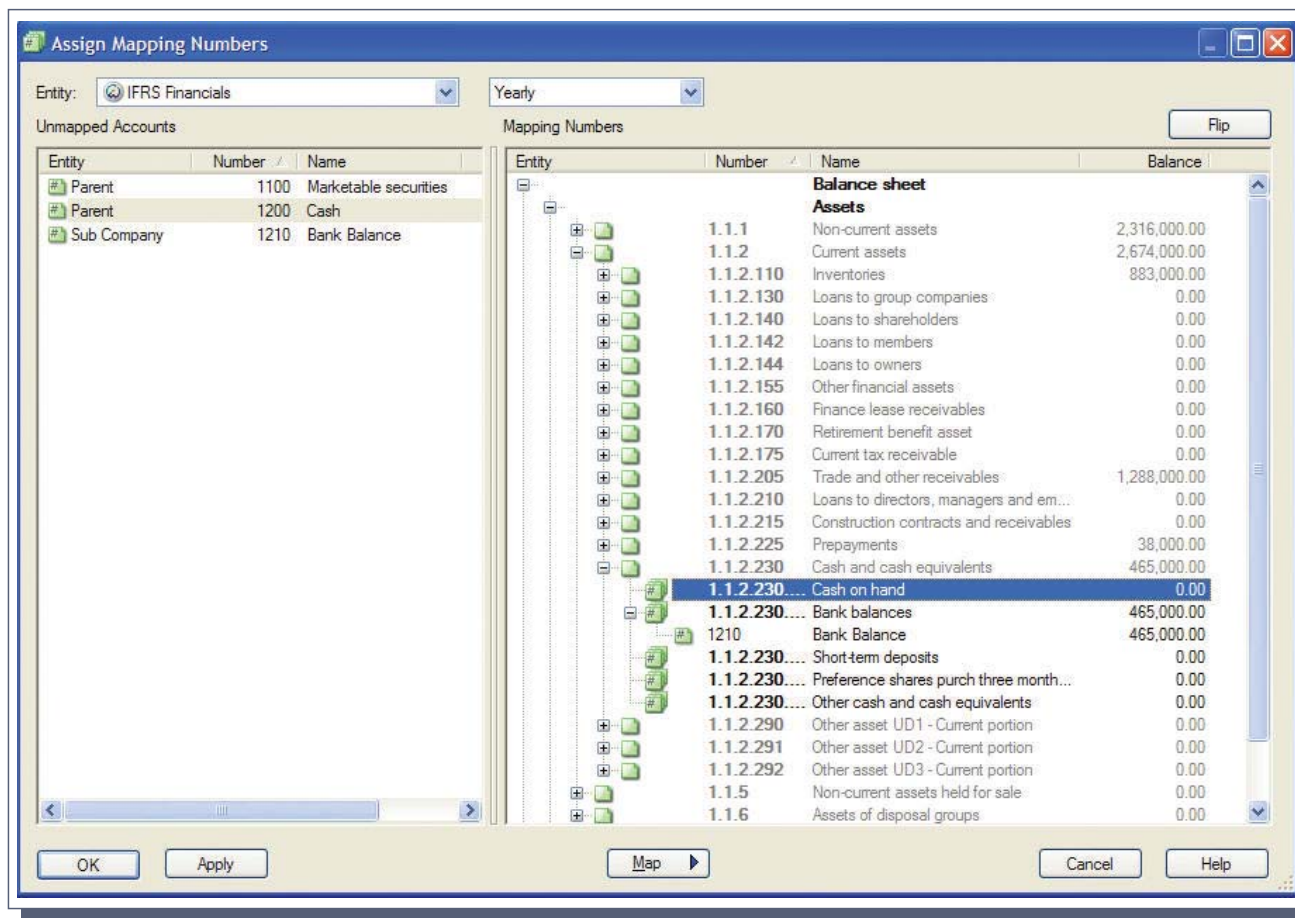 Assign Mapping Numbers
Entity: IFRS Financials Yearly
Unmapped Accounts Mapping Numbers Flip
Entity Number Name
Parent 1100 Marketable securities
Parent 1200 Cash
Sub Company 1210 Bank Balance
Entity Number Name Balance
Balance sheet
Assets
1.1.1 Non-current assets 2,316,000.00
1.1.2 Current assets 2,674,000.00
1.1.2.110 Inventories 883,000.00
1.1.2.130 Loans to group companies 0.00
1.1.2.140 Loans to shareholders 0.00
1.1.2.142 Loans to members 0.00
1.1.2.144 Loans to owners 0.00
1.1.2.155 Other financial assets 0.00
1.1.2.160 Finance lease receivables 0.00
1.1.2.170 Retirement benefit asset 0.00
1.1.2.175 Current tax receivable 0.00
1.1.2.205 Trade and other receivables 1,288,000.00
1.1.2.210 Loans to directors, managers and em... 0.00
1.1.2.215 Construction contracts and receivables 0.00
1.1.2.225 Prepayments 38,000.00
1.1.2.230 Cash and cash equivalents 465,000.00
1.1.2.230.... Cash on hand 0.00
1.1.2.230.... Bank balances 465,000.00
1210 Bank Balance 465,000.00
1.1.2.230.... Short-term deposits 0.00
1.1.2.230.... Preference shares purch three month... 0.00
1.1.2.230.... Other cash and cash equivalents 0.00
1.1.2.290 Other asset UD1 - Current portion 0.00
1.1.2.291 Other asset UD2 - Current portion 0.00
1.1.2.292 Other asset UD3 - Current portion 0.00
1.1.5 Non-current assets held for sale 0.00
1.1.6 Assets of disposal groups 0.00
OK Apply Map Cancel Help